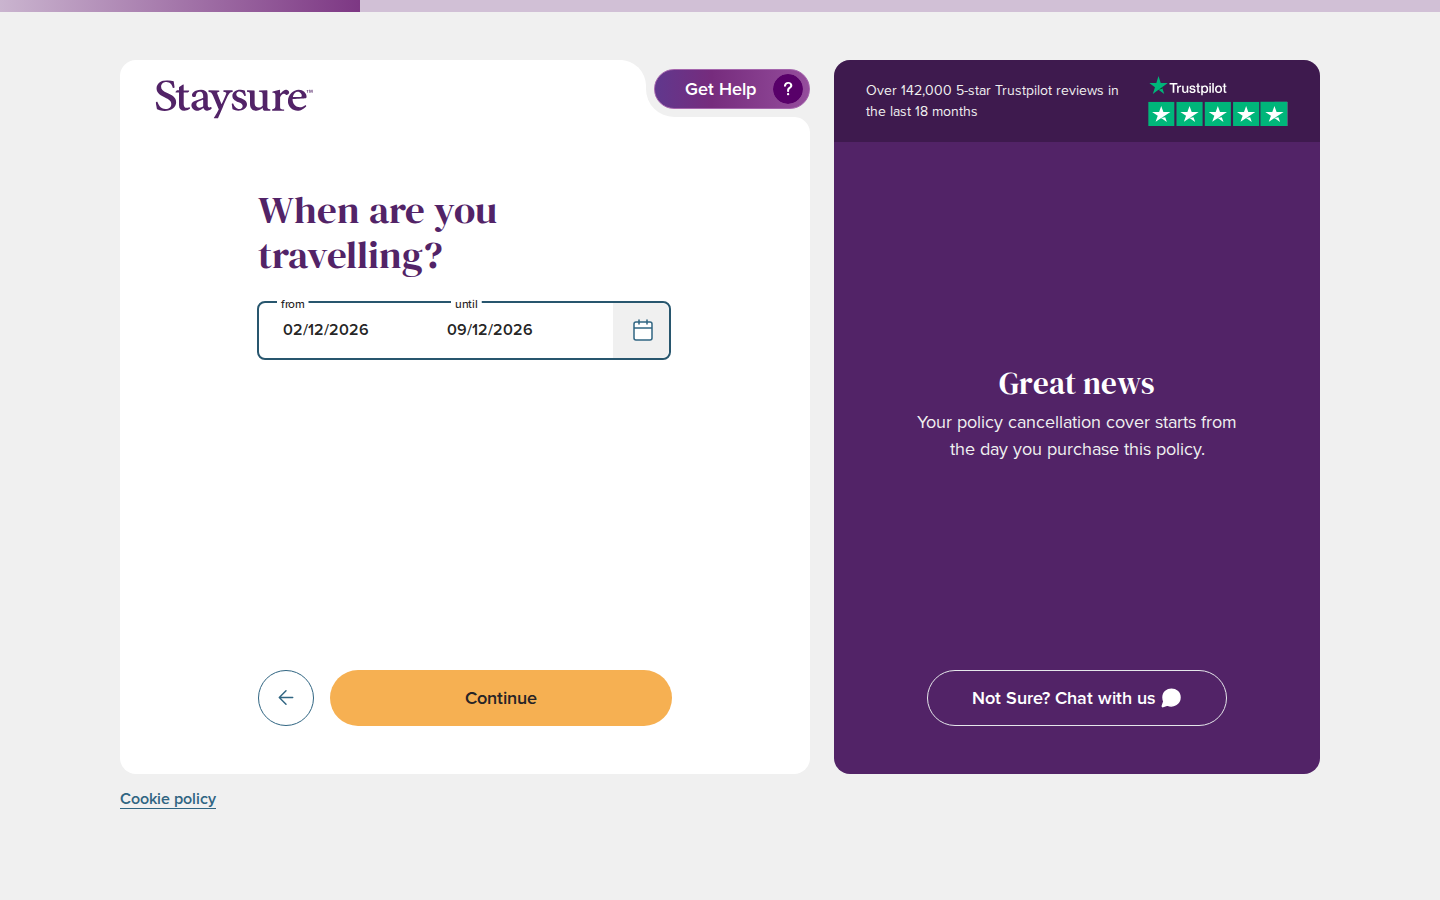 Staysure™
Get Help ?
When are you
travelling?
from until
02/12/2026 09/12/2026
Continue
Cookie policy
Over 142,000 5-star Trustpilot reviews in
the last 18 months
Trustpilot
Great news
Your policy cancellation cover starts from
the day you purchase this policy.
Not Sure? Chat with us